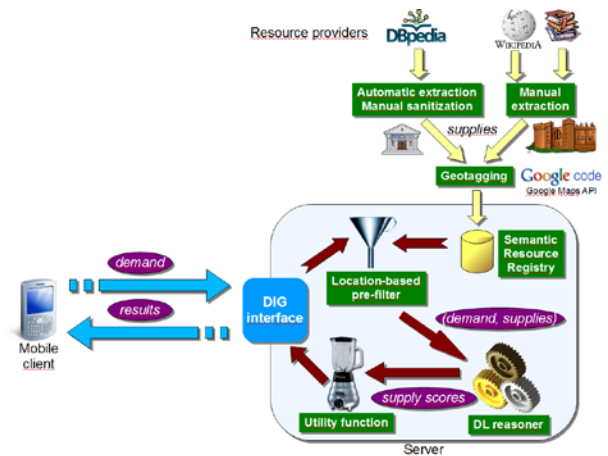 Resource providers
DBpedia
WIKIPEDIA
Automatic extraction
Manual sanitization
Manual
extraction
supplies
Geotagging
Google code
Google Maps API
demand
results
Mobile
client
DIG
interface
Location-based
pre-filter
Semantic
Resource
Registry
(demand, supplies)
supply scores
Utility function
DL reasoner
Server